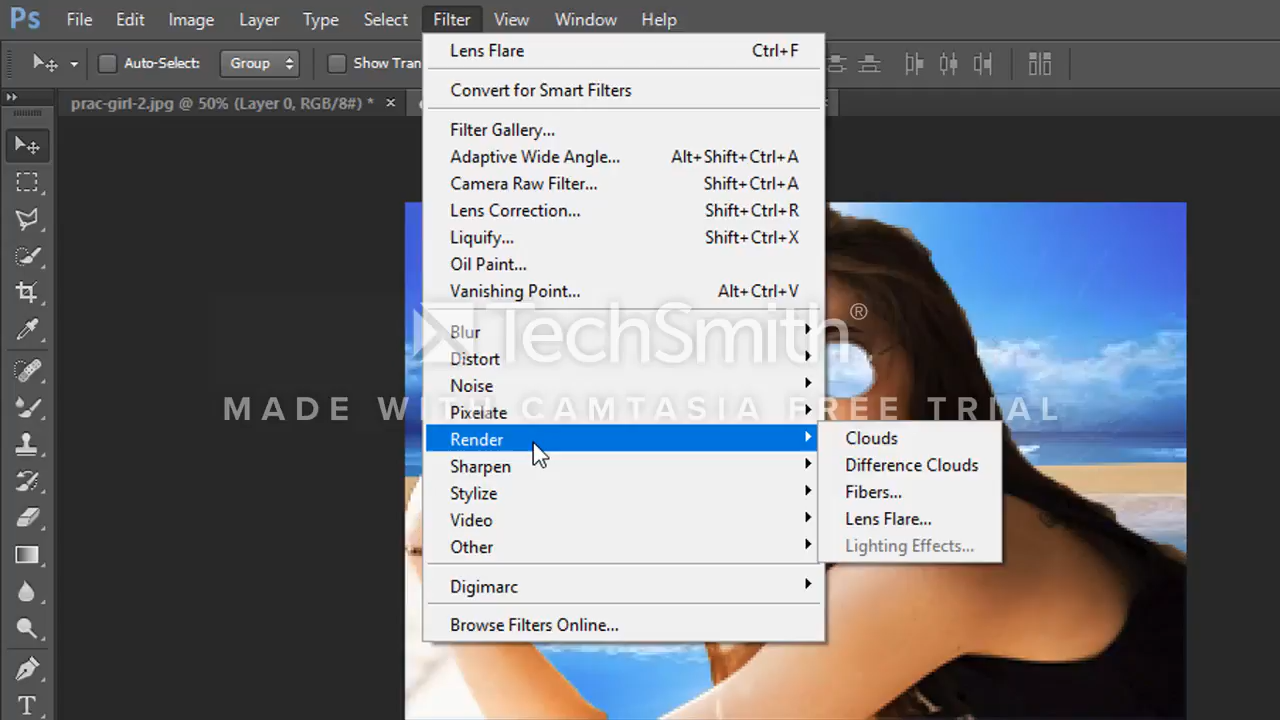 Ps File Edit Image Layer Type Select Filter View Window Help
Auto-Select: Group Show Tran
prac-girl-2.jpg @ 50% (Layer 0, RGB/8#) * ×
Lens Flare Ctrl+F
Convert for Smart Filters
Filter Gallery...
Adaptive Wide Angle... Alt+Shift+Ctrl+A
Camera Raw Filter... Shift+Ctrl+A
Lens Correction... Shift+Ctrl+R
Liquify... Shift+Ctrl+X
Oil Paint...
Vanishing Point... Alt+Ctrl+V
Blur
Distort
Noise
Pixelate
Render
Sharpen
Stylize
Video
Other
Digimarc
Browse Filters Online...
Clouds
Difference Clouds
Fibers...
Lens Flare...
Lighting Effects...
TechSmith®
MADE WITH CAMTASIA FREE TRIAL
T